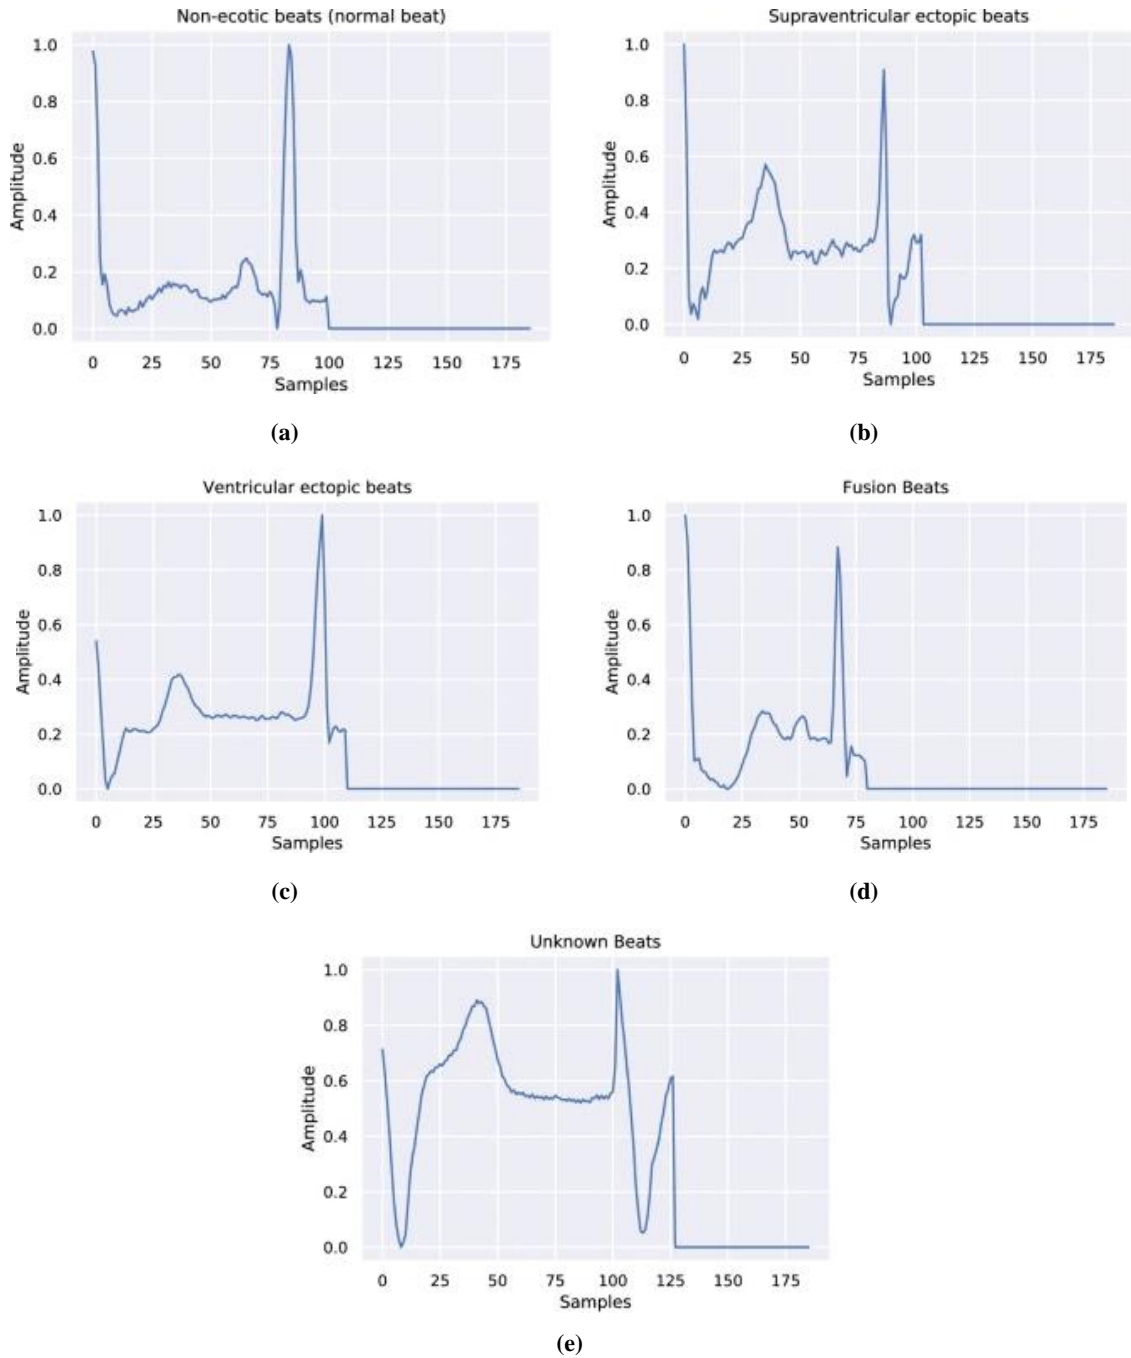 Non-ecotic beats (normal beat)
1.0
0.8
0.6
0.4
0.2
0.0
Amplitude
0 25 50 75 100 125 150 175
Samples
(a)
Supraventricular ectopic beats
1.0
0.8
0.6
0.4
0.2
0.0
Amplitude
0 25 50 75 100 125 150 175
Samples
(b)
Ventricular ectopic beats
1.0
0.8
0.6
0.4
0.2
0.0
Amplitude
0 25 50 75 100 125 150 175
Samples
(c)
Fusion Beats
1.0
0.8
0.6
0.4
0.2
0.0
Amplitude
0 25 50 75 100 125 150 175
Samples
(d)
Unknown Beats
1.0
0.8
0.6
0.4
0.2
0.0
Amplitude
0 25 50 75 100 125 150 175
Samples
(e)